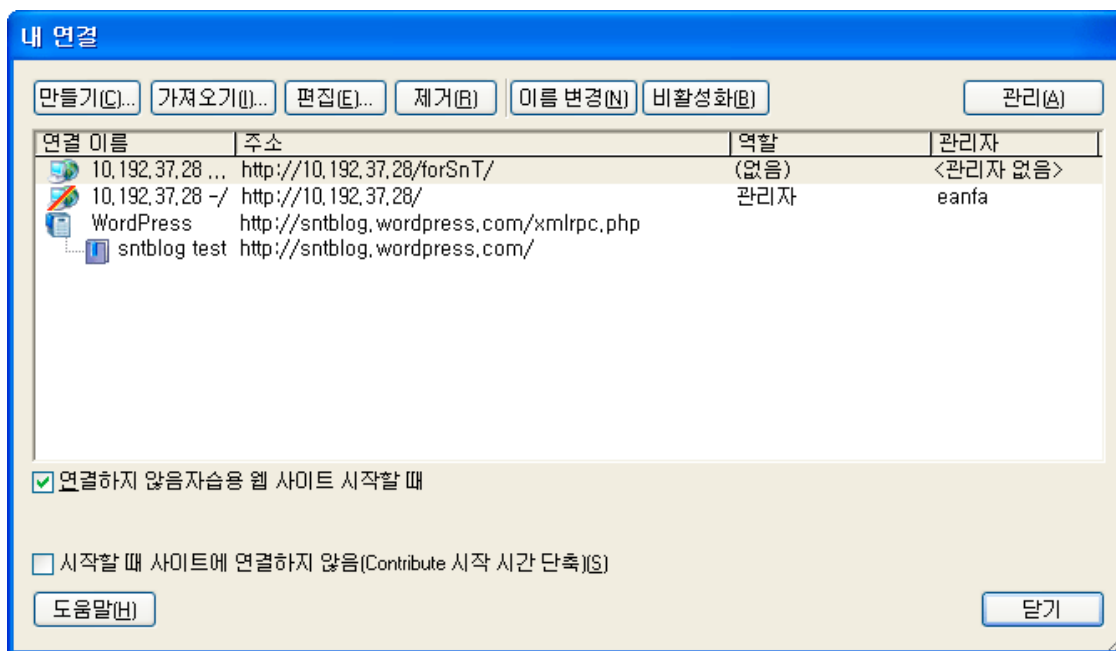 내 연결
만들기(C)... 가져오기(I)... 편집(E)... 제거(R) 이름 변경(N) 비활성화(B) 관리(A)
연결 이름 주소 역할 관리자
10.192.37.28 ... http://10.192.37.28/forSnT/ (없음) <관리자 없음>
10.192.37.28 -/ http://10.192.37.28/ 관리자 eanfa
WordPress http://sntblog.wordpress.com/xmlrpc.php
sntblog test http://sntblog.wordpress.com/
연결하지 않음자습용 웹 사이트 시작할 때
시작할 때 사이트에 연결하지 않음(Contribute 시작 시간 단축)(S)
도움말(H) 닫기